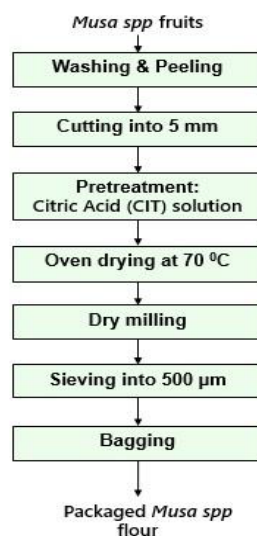 Musa spp fruits
Washing & Peeling
Cutting into 5 mm
Pretreatment:
Citric Acid (CIT) solution
Oven drying at 70 ⁰C
Dry milling
Sieving into 500 µm
Bagging
Packaged Musa spp
flour